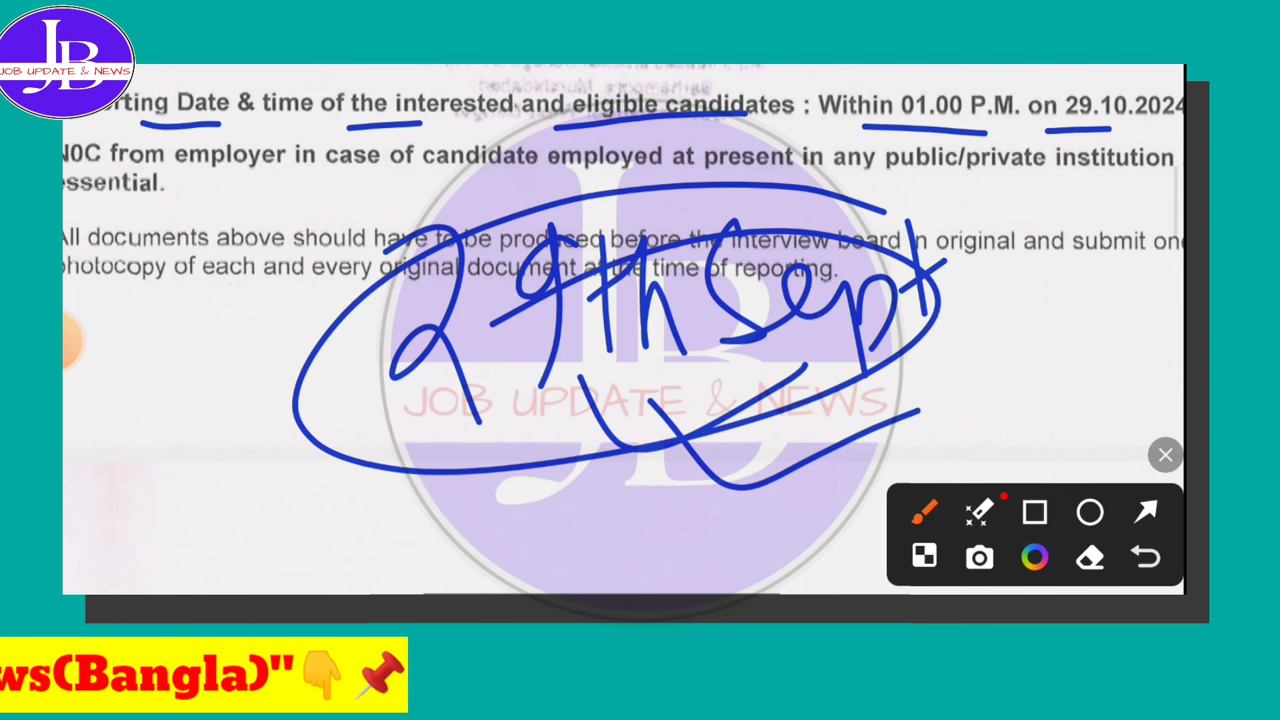 JB
JOB UPDATE & NEWS
rting Date & time of the interested and eligible candidates : Within 01.00 P.M. on 29.10.2024
N0C from employer in case of candidate employed at present in any public/private institution
essential.
All documents above should have to be produced before the interview board in original and submit one
photocopy of each and every original document at the time of reporting.
29th Sept
JOB UPDATE & NEWS
JB
ws(Bangla)"👇📌